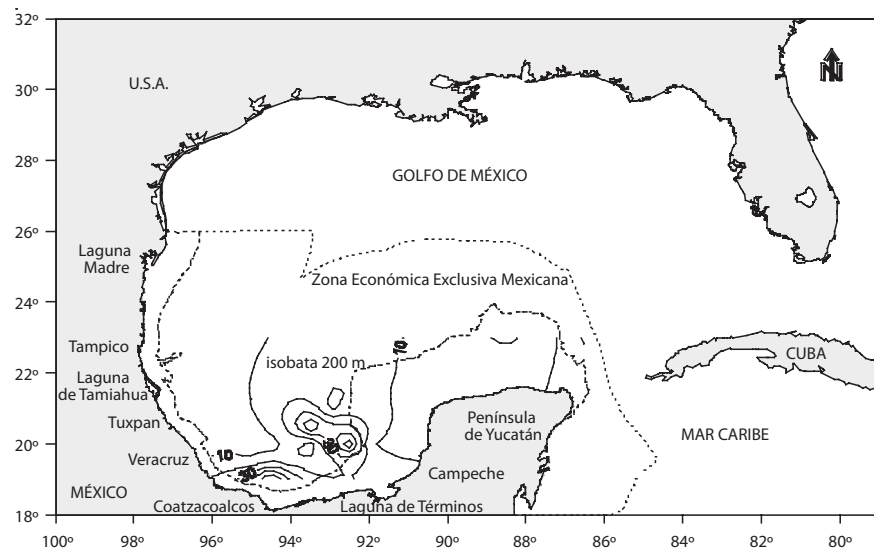 32º
30º
28º
26º
24º
22º
20º
18º
U.S.A.
N
GOLFO DE MÉXICO
Laguna
Madre
Zona Económica Exclusiva Mexicana
Tampico
isobata 200 m
10
CUBA
Laguna
de Tamiahua
Tuxpan
Península
de Yucatán
MAR CARIBE
Veracruz
10
Campeche
MÉXICO
Coatzacoalcos
Laguna de Términos
100º 98º 96º 94º 92º 90º 88º 86º 84º 82º 80º